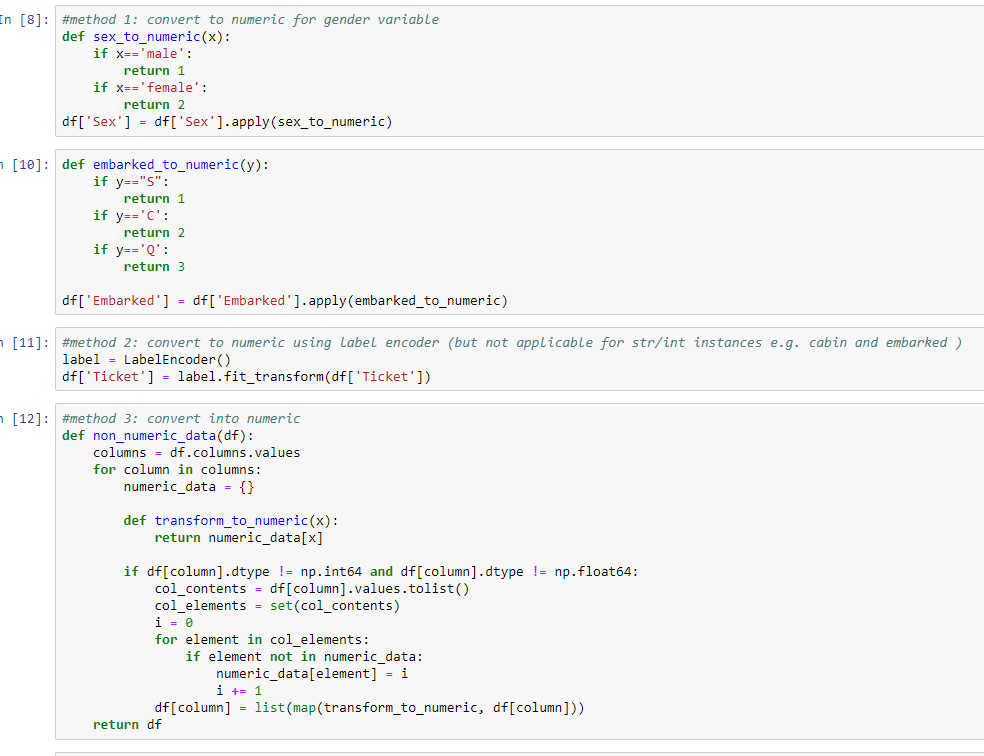 In [8]:
#method 1: convert to numeric for gender variable
def sex_to_numeric(x):
    if x=='male':
        return 1
    if x=='female':
        return 2
df['Sex'] = df['Sex'].apply(sex_to_numeric)
n [10]:
def embarked_to_numeric(y):
    if y=="S":
        return 1
    if y=='C':
        return 2
    if y=='Q':
        return 3

df['Embarked'] = df['Embarked'].apply(embarked_to_numeric)
n [11]:
#method 2: convert to numeric using label encoder (but not applicable for str/int instances e.g. cabin and embarked )
label = LabelEncoder()
df['Ticket'] = label.fit_transform(df['Ticket'])
n [12]:
#method 3: convert into numeric
def non_numeric_data(df):
    columns = df.columns.values
    for column in columns:
        numeric_data = {}

        def transform_to_numeric(x):
            return numeric_data[x]

        if df[column].dtype != np.int64 and df[column].dtype != np.float64:
            col_contents = df[column].values.tolist()
            col_elements = set(col_contents)
            i = 0
            for element in col_elements:
                if element not in numeric_data:
                    numeric_data[element] = i
                    i += 1
            df[column] = list(map(transform_to_numeric, df[column]))
    return df